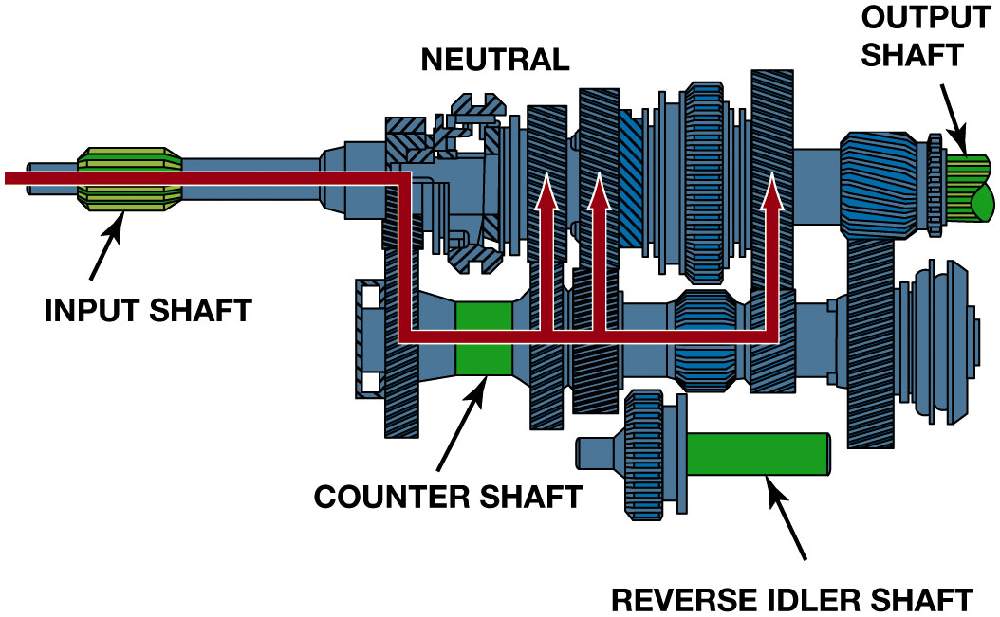 NEUTRAL
OUTPUT
SHAFT
INPUT SHAFT
COUNTER SHAFT
REVERSE IDLER SHAFT